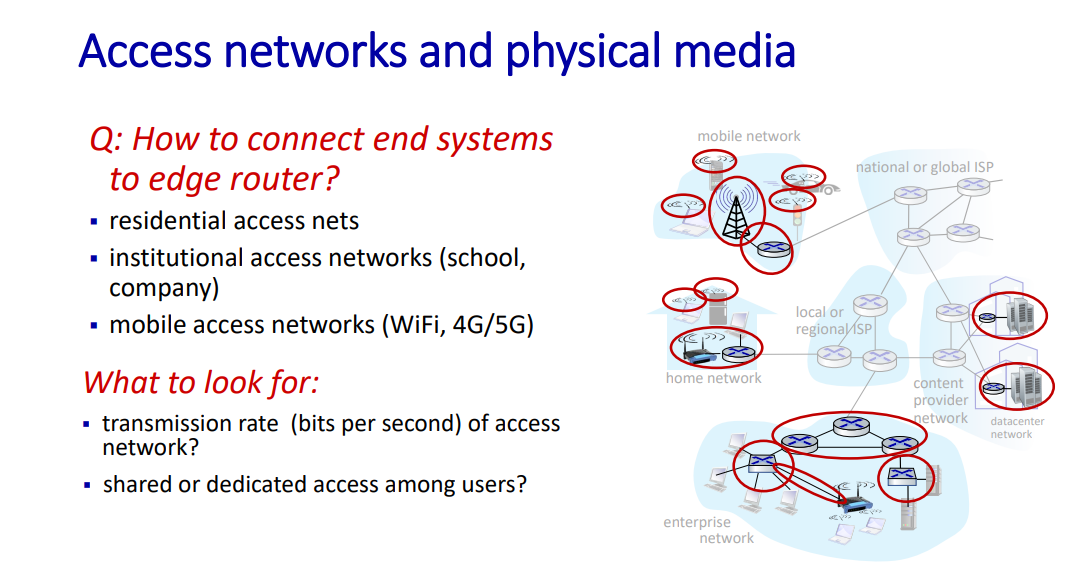 Access networks and physical media
Q: How to connect end systems
to edge router?
▪ residential access nets
▪ institutional access networks (school,
company)
▪ mobile access networks (WiFi, 4G/5G)
What to look for:
▪ transmission rate (bits per second) of access
network?
▪ shared or dedicated access among users?
mobile network
national or global ISP
local or
regional ISP
home network
content
provider
network
datacenter
network
enterprise
network